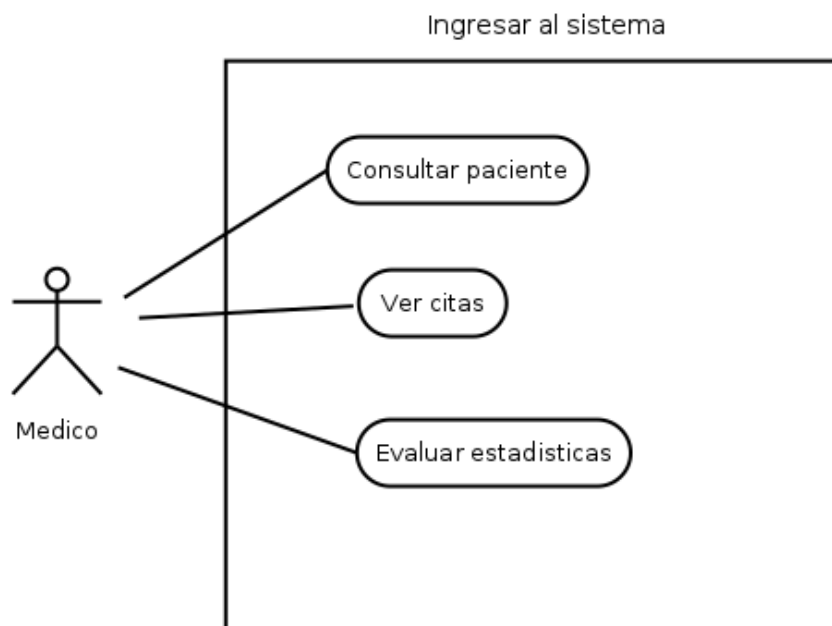 Ingresar al sistema
Consultar paciente
Ver citas
Medico
Evaluar estadisticas